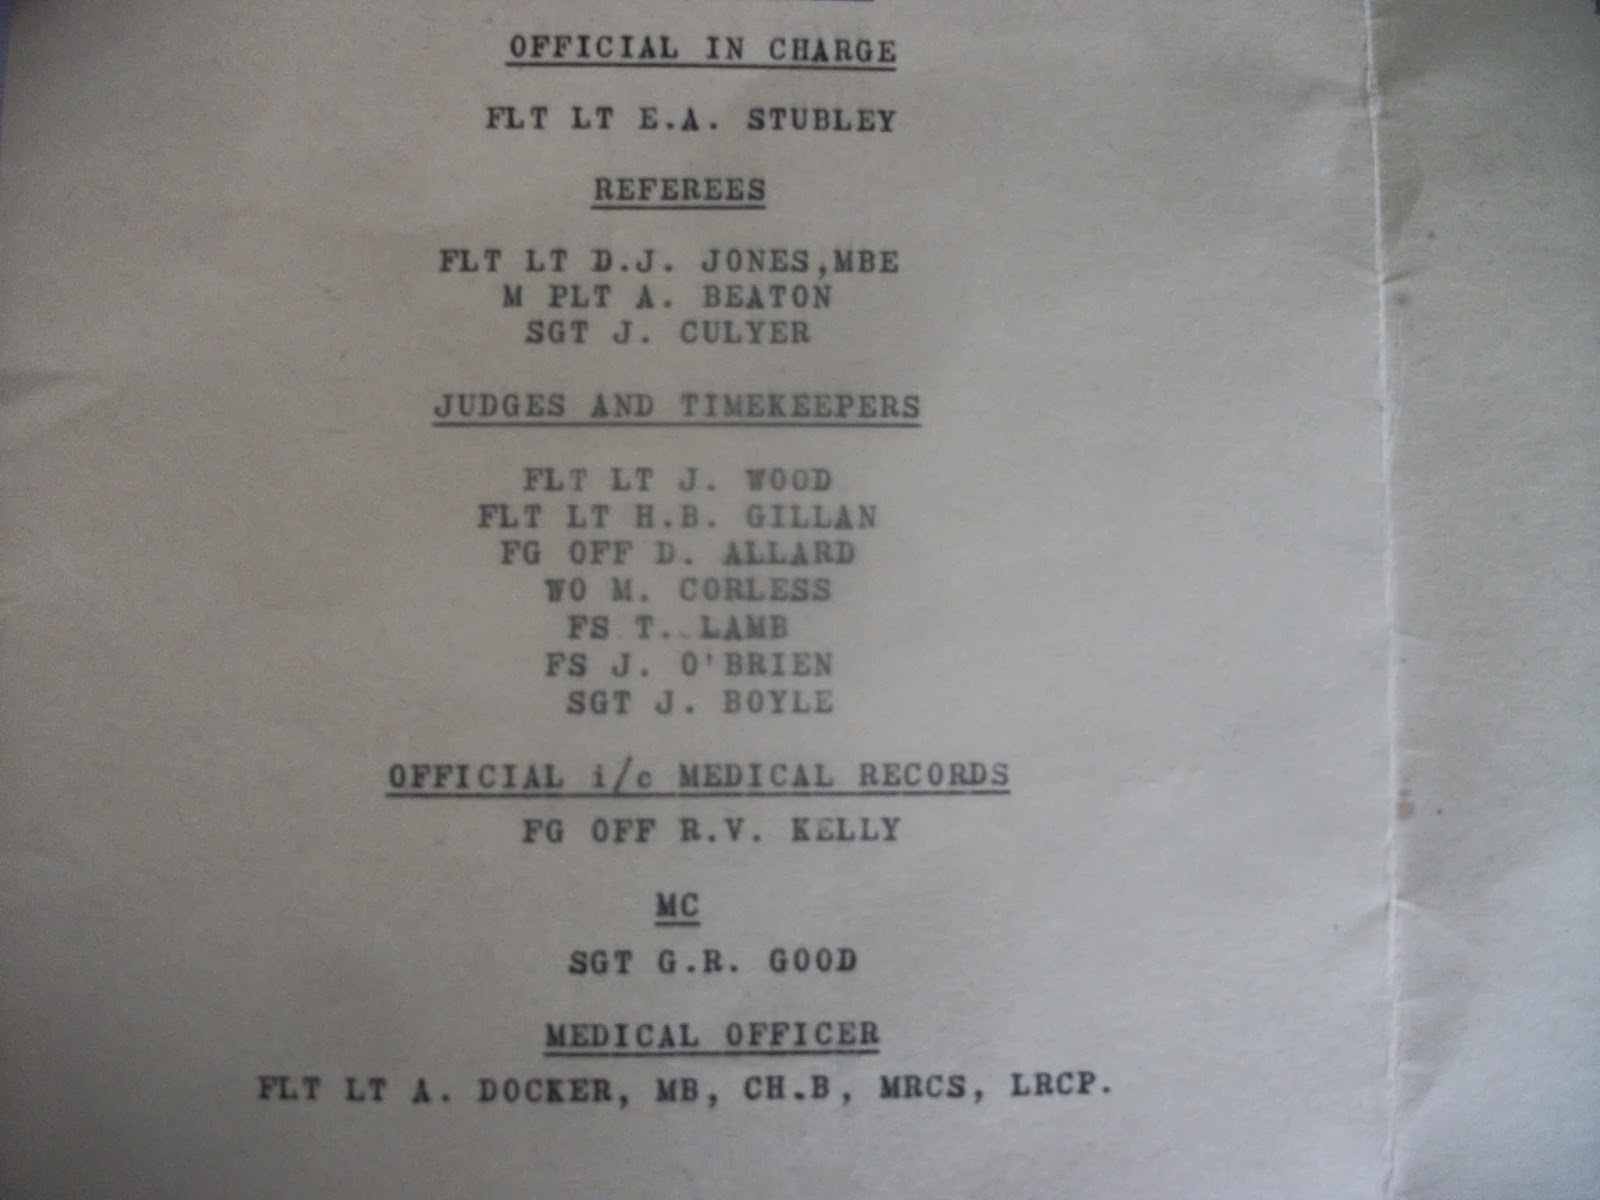 OFFICIAL IN CHARGE
FLT LT E.A. STUBLEY
REFEREES
FLT LT D.J. JONES,MBE
M PLT A. BEATON
SGT J. CULYER
JUDGES AND TIMEKEEPERS
FLT LT J. WOOD
FLT LT H.B. GILLAN
FG OFF D. ALLARD
WO M. CORLESS
FS T. LAMB
FS J. O'BRIEN
SGT J. BOYLE
OFFICIAL i/c MEDICAL RECORDS
FG OFF R.V. KELLY
MC
SGT G.R. GOOD
MEDICAL OFFICER
FLT LT A. DOCKER, MB, CH.B, MRCS, LRCP.